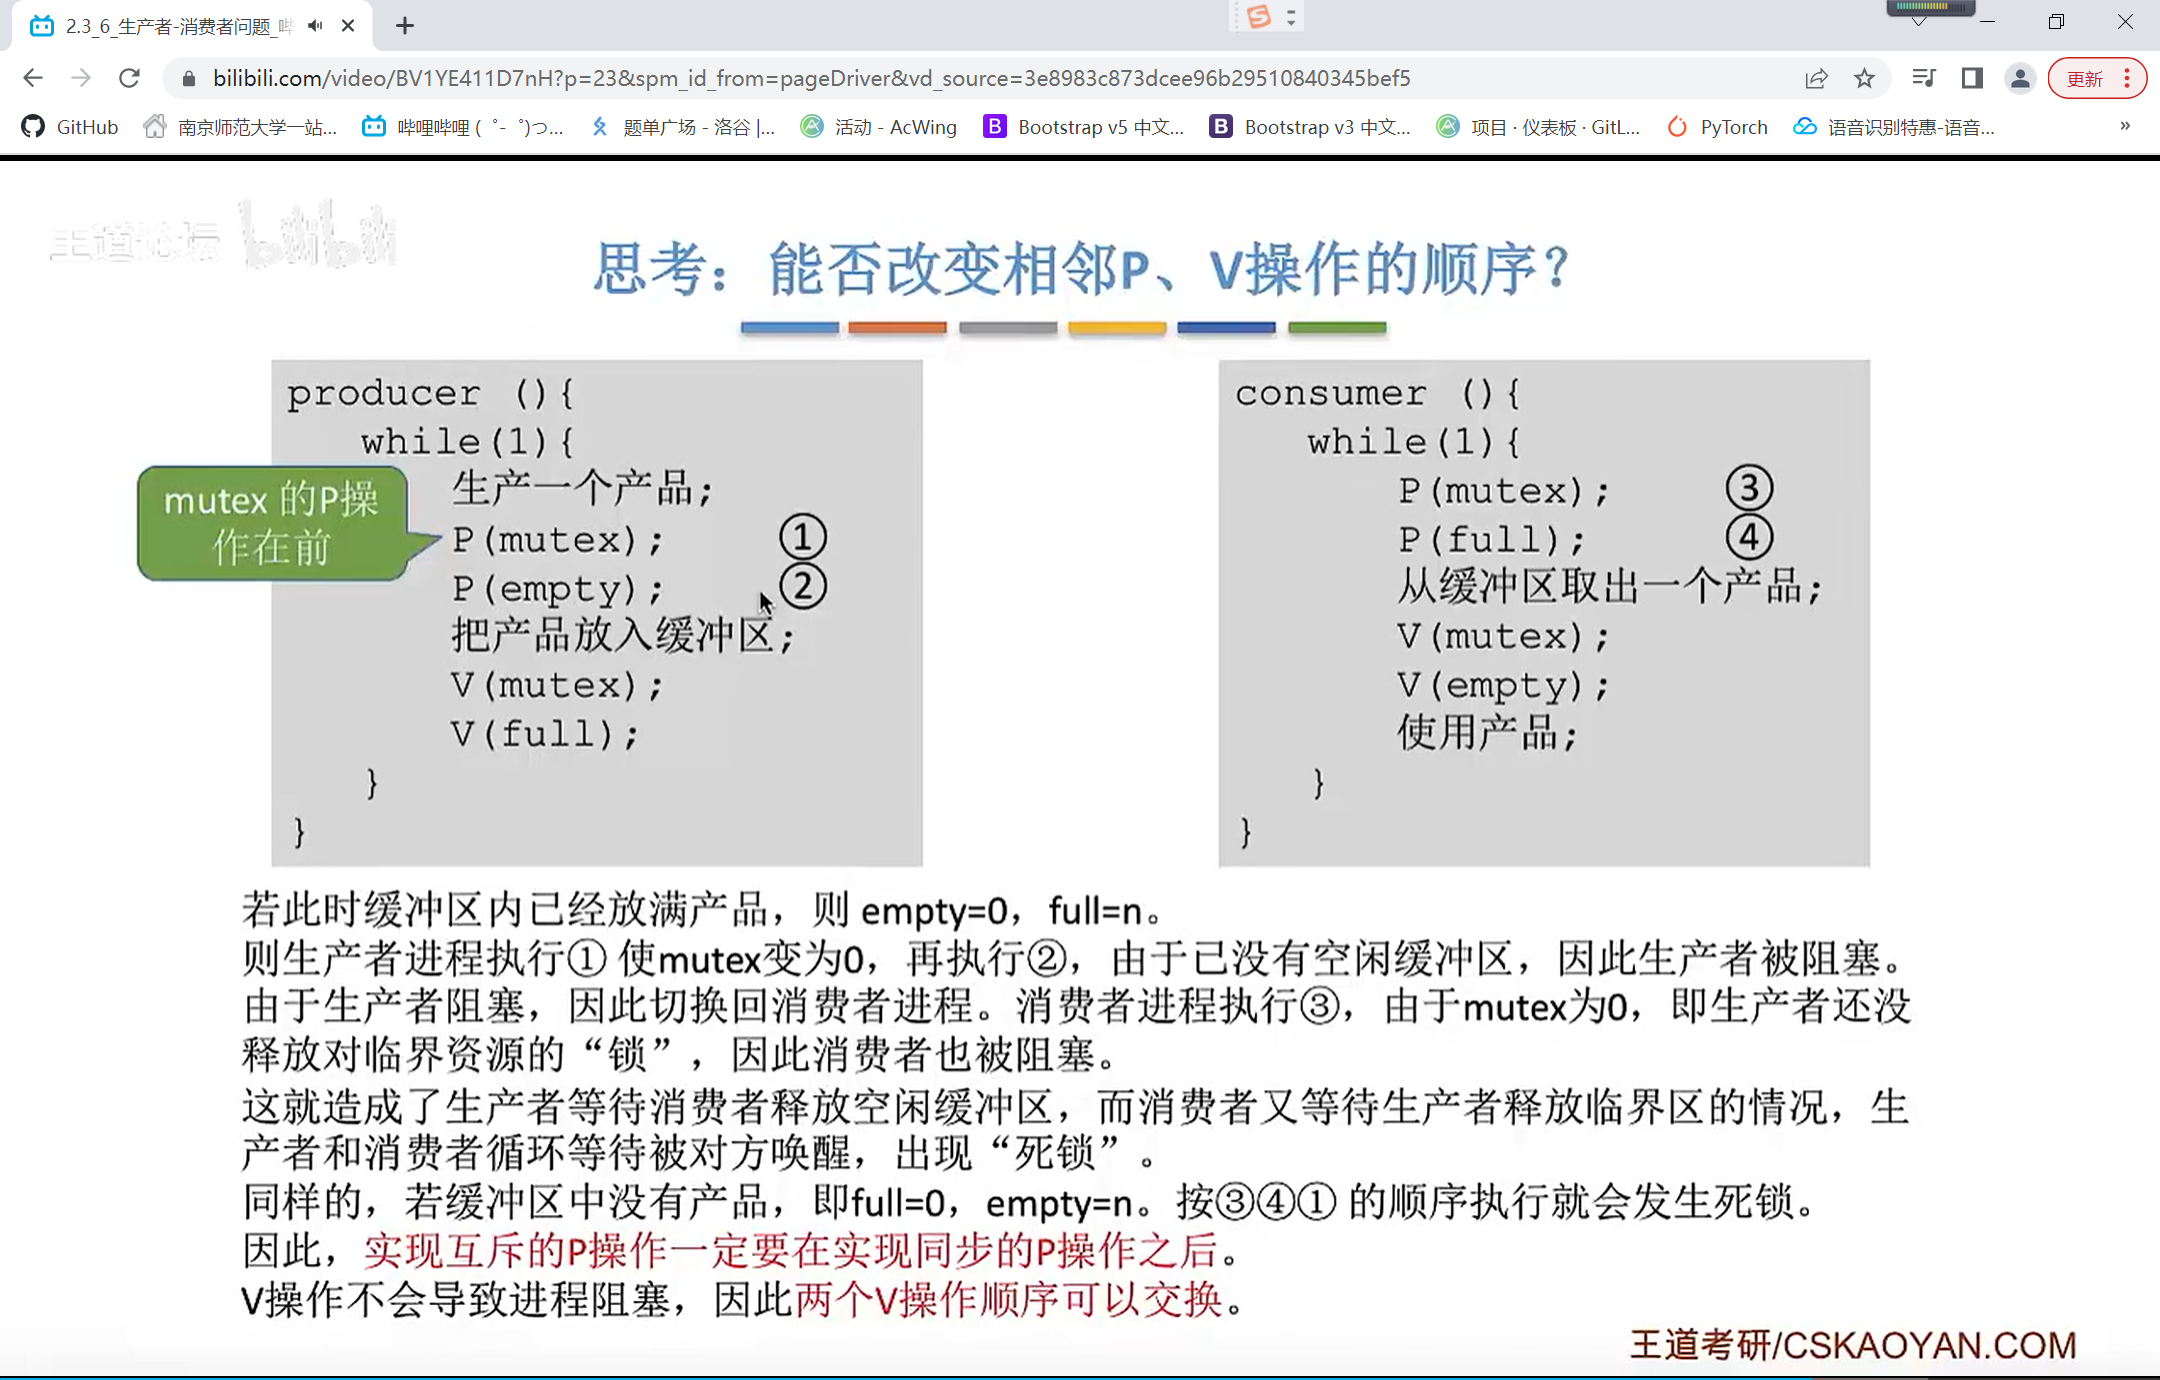 2.3_6_生产者-消费者问题_哔
bilibili.com/video/BV1YE411D7nH?p=23&spm_id_from=pageDriver&vd_source=3e8983c873dcee96b29510840345bef5
更新
GitHub
南京师范大学一站...
哔哩哔哩 (゜-゜)つ...
题单广场 - 洛谷 |...
活动 - AcWing
Bootstrap v5 中文...
Bootstrap v3 中文...
项目 · 仪表板 · GitL...
PyTorch
语音识别特惠-语音...
»
王道论坛 bilibili
思考：能否改变相邻P、V操作的顺序？
producer (){
while(1){
生产一个产品;
P(mutex); ①
P(empty); ②
把产品放入缓冲区;
V(mutex);
V(full);
}
}
mutex 的P操
作在前
consumer (){
while(1){
P(mutex); ③
P(full); ④
从缓冲区取出一个产品;
V(mutex);
V(empty);
使用产品;
}
}
若此时缓冲区内已经放满产品，则 empty=0，full=n。
则生产者进程执行① 使mutex变为0，再执行②，由于已没有空闲缓冲区，因此生产者被阻塞。
由于生产者阻塞，因此切换回消费者进程。消费者进程执行③，由于mutex为0，即生产者还没
释放对临界资源的“锁”，因此消费者也被阻塞。
这就造成了生产者等待消费者释放空闲缓冲区，而消费者又等待生产者释放临界区的情况，生
产者和消费者循环等待被对方唤醒，出现“死锁”。
同样的，若缓冲区中没有产品，即full=0，empty=n。按③④① 的顺序执行就会发生死锁。
因此，实现互斥的P操作一定要在实现同步的P操作之后。
V操作不会导致进程阻塞，因此两个V操作顺序可以交换。
王道考研/CSKAOYAN.COM